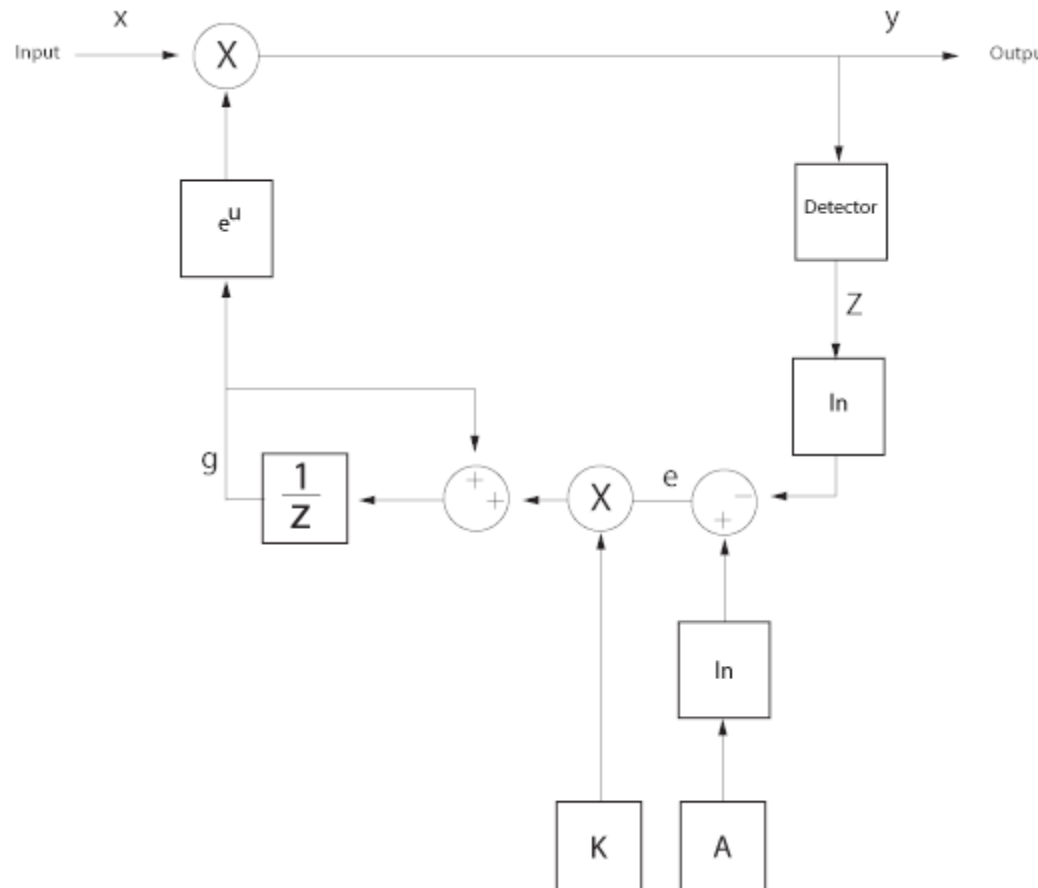 x
y
Input
X
Outpu
e^u
Detector
Z
ln
g
1
z
+
+
X
e
−
+
ln
K
A